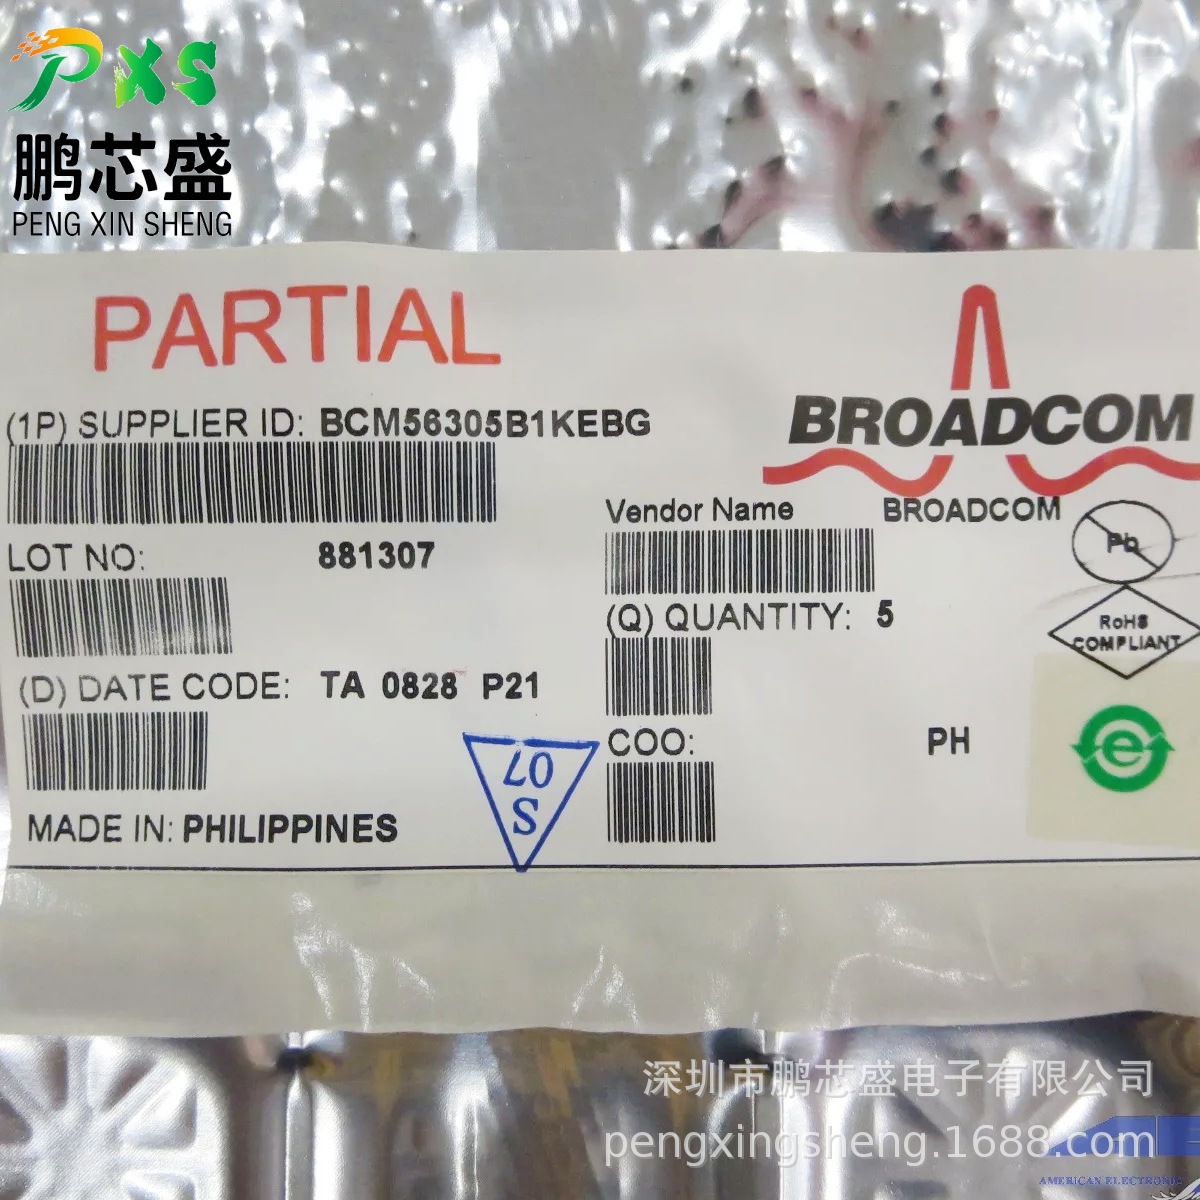 PXS
鹏芯盛
PENG XIN SHENG
PARTIAL
(1P) SUPPLIER ID: BCM56305B1KEBG
BROADCOM
LOT NO: 881307
Vendor Name BROADCOM
Pb
(Q) QUANTITY: 5
RoHS
COMPLIANT
(D) DATE CODE: TA 0828 P21
COO: PH
e
07
S
MADE IN: PHILIPPINES
深圳市鹏芯盛电子有限公司
pengxingsheng.1688.com
AMERICAN ELECTRONIC